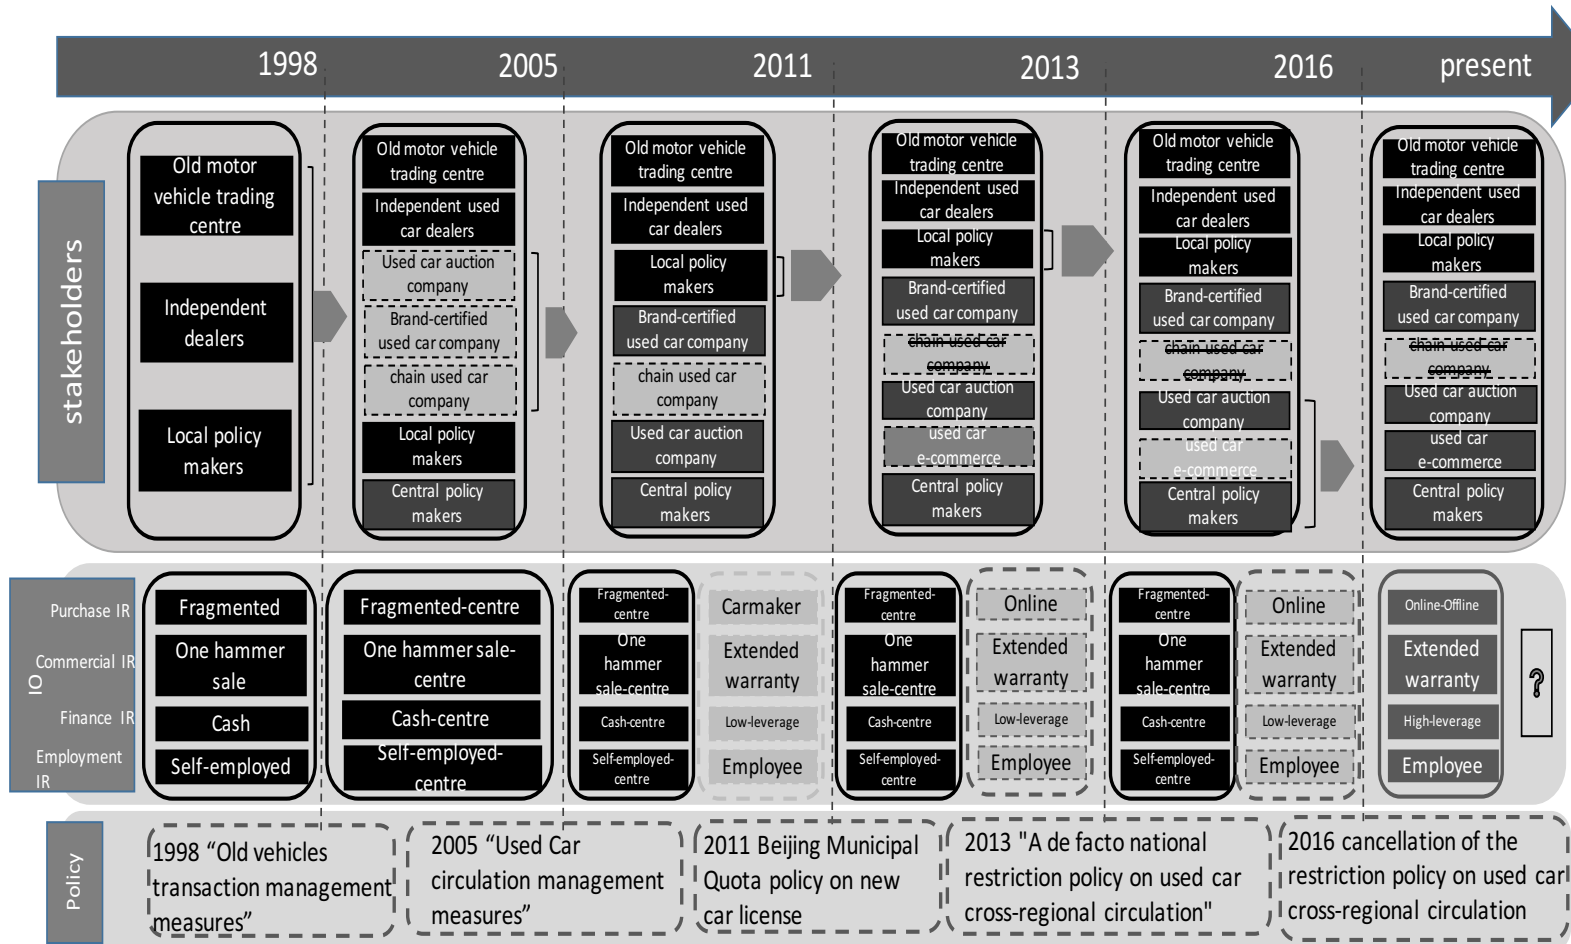 1998
2005
2011
2013
2016
present
stakeholders
Old motor
vehicle trading
centre
Independent
dealers
Local policy
makers
Old motor vehicle
trading centre
Independent used
car dealers
Used car auction
company
Brand-certified
used car company
chain used car
company
Local policy
makers
Central policy
makers
Old motor vehicle
trading centre
Independent used
car dealers
Local policy
makers
Brand-certified
used car company
chain used car
company
Used car auction
company
Central policy
makers
Old motor vehicle
trading centre
Independent used
car dealers
Local policy
makers
Brand-certified
used car company
chain used car
company
Used car auction
company
used car
e-commerce
Central policy
makers
Old motor vehicle
trading centre
Independent used
car dealers
Local policy
makers
Brand-certified
used car company
chain used car
company
Used car auction
company
used car
e-commerce
Central policy
makers
Old motor vehicle
trading centre
Independent used
car dealers
Local policy
makers
Brand-certified
used car company
chain used car
company
Used car auction
company
used car
e-commerce
Central policy
makers
IO
Purchase IR
Commercial IR
Finance IR
Employment
IR
Fragmented
One hammer
sale
Cash
Self-employed
Fragmented-centre
One hammer sale-
centre
Cash-centre
Self-employed-
centre
Fragmented-
centre
One
hammer
sale-centre
Cash-centre
Self-employed-
centre
Carmaker
Extended
warranty
Low-leverage
Employee
Fragmented-
centre
One
hammer
sale-centre
Cash-centre
Self-employed-
centre
Online
Extended
warranty
Low-leverage
Employee
Fragmented-
centre
One
hammer
sale-centre
Cash-centre
Self-employed-
centre
Online
Extended
warranty
Low-leverage
Employee
Online-Offline
Extended
warranty
High-leverage
Employee
?
Policy
1998 “Old vehicles
transaction management
measures”
2005 “Used Car
circulation management
measures”
2011 Beijing Municipal
Quota policy on new
car license
2013 "A de facto national
restriction policy on used car
cross-regional circulation"
2016 cancellation of the
restriction policy on used car
cross-regional circulation